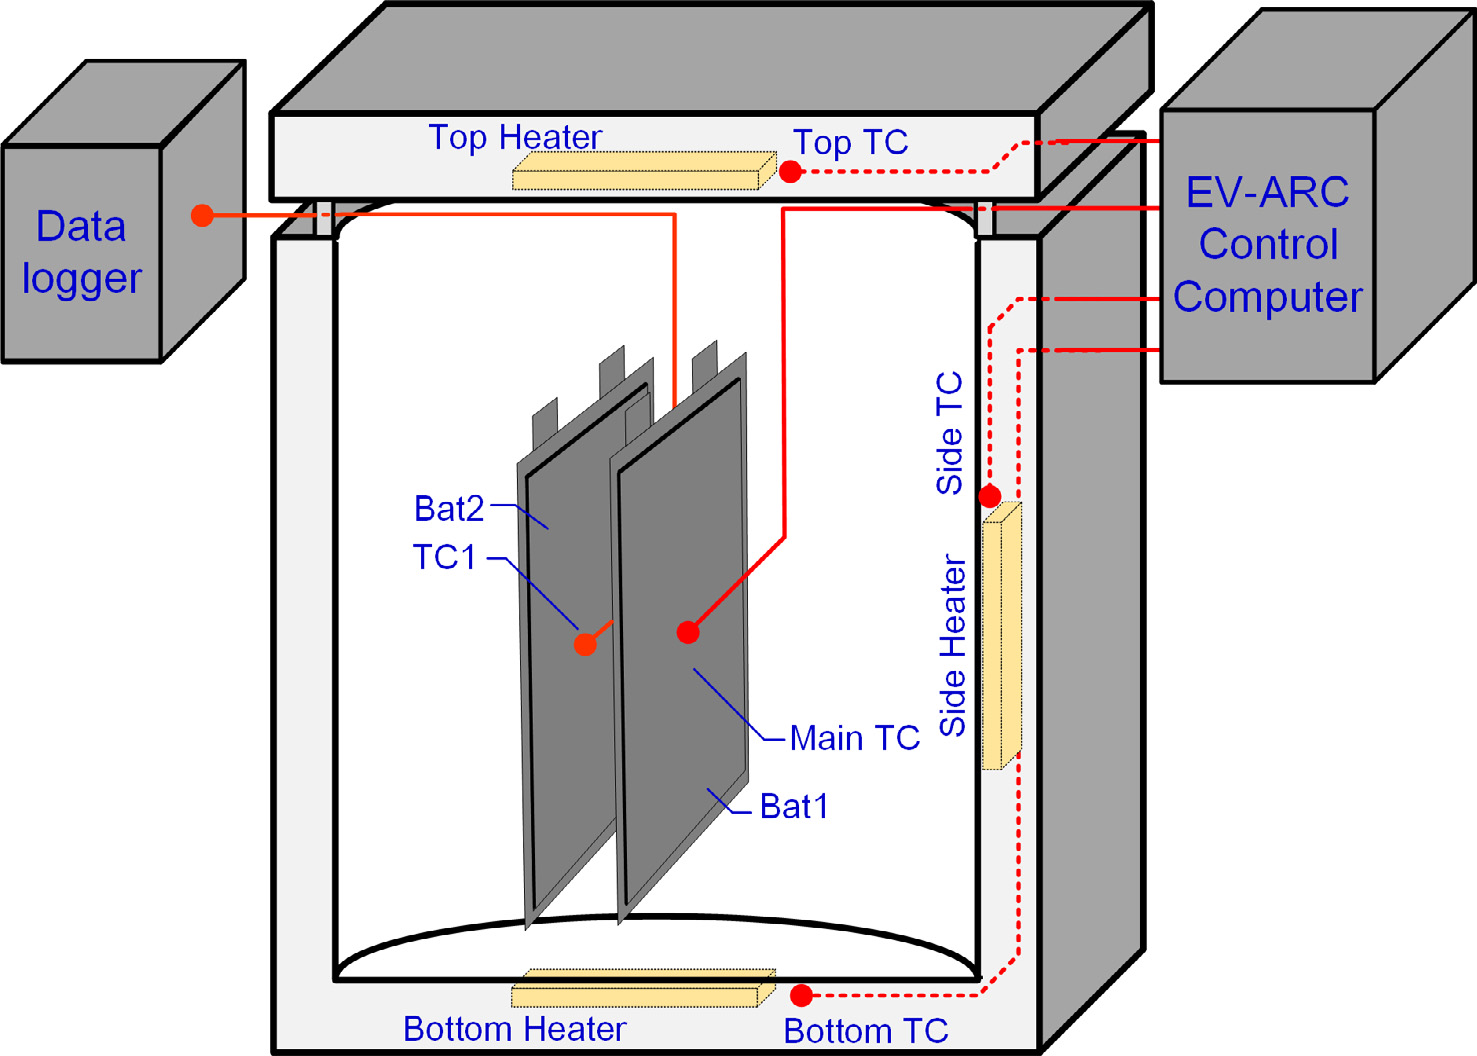 Top Heater
Top TC
Data
logger
EV-ARC
Control
Computer
Side TC
Bat2
TC1
Side Heater
Main TC
Bat1
Bottom Heater
Bottom TC